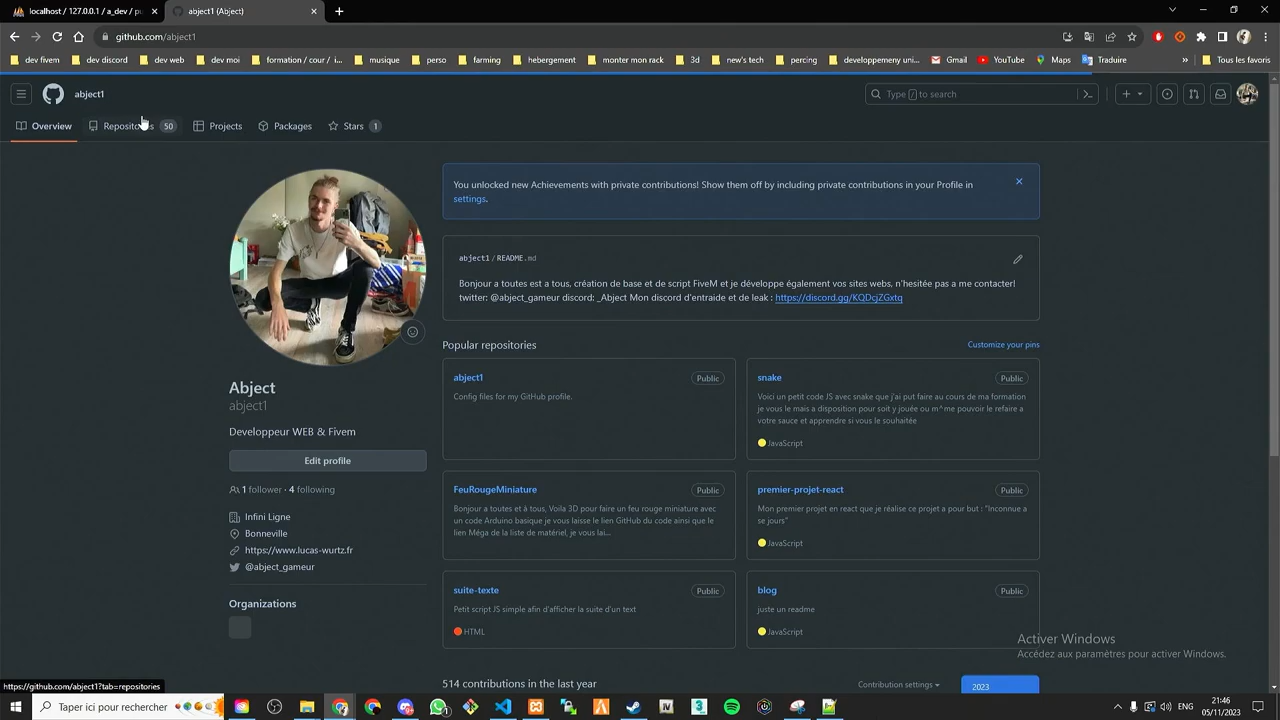 localhost / 127.0.0.1 / a_dev / pu
abject1 (Abject)
github.com/abject1
dev fivem
dev discord
dev web
dev moi
formation / cour / i...
musique
perso
farming
hebergement
monter mon rack
3d
new's tech
percing
developpemeny uni...
Gmail
YouTube
Maps
Traduire
Tous les favoris
abject1
Type / to search
Overview
Repositories 50
Projects
Packages
Stars 1
You unlocked new Achievements with private contributions! Show them off by including private contributions in your Profile in
settings.
abject1 / README.md
Bonjour a toutes est a tous, création de base et de script FiveM et je développe également vos sites webs, n'hesitée pas a me contacter!
twitter: @abject_gameur discord: _Abject Mon discord d'entraide et de leak : https://discord.gg/KQDcjZGxtq
Abject
abject1
Developpeur WEB & Fivem
Edit profile
1 follower · 4 following
Infini Ligne
Bonneville
https://www.lucas-wurtz.fr
@abject_gameur
Organizations
Popular repositories
Customize your pins
abject1
Public
Config files for my GitHub profile.
snake
Public
Voici un petit code JS avec snake que j'ai put faire au cours de ma formation
je vous le mais a disposition pour soit y jouée ou m^me pouvoir le refaire a
votre sauce et apprendre si vous le souhaitée
JavaScript
FeuRougeMiniature
Public
Bonjour a toutes et à tous, Voila 3D pour faire un feu rouge miniature avec
un code Arduino basique je vous laisse le lien GitHub du code ainsi que le
lien Méga de la liste de matériel, je vous lai...
premier-projet-react
Public
Mon premier projet en react que je réalise ce projet a pour but : "Inconnue a
se jours"
JavaScript
suite-texte
Public
Petit script JS simple afin d'afficher la suite d'un text
HTML
blog
Public
juste un readme
JavaScript
514 contributions in the last year
Contribution settings
2023
Activer Windows
Accédez aux paramètres pour activer Windows.
https://github.com/abject1?tab=repositories
Taper ici pour rechercher
ENG
21:46
05/11/2023